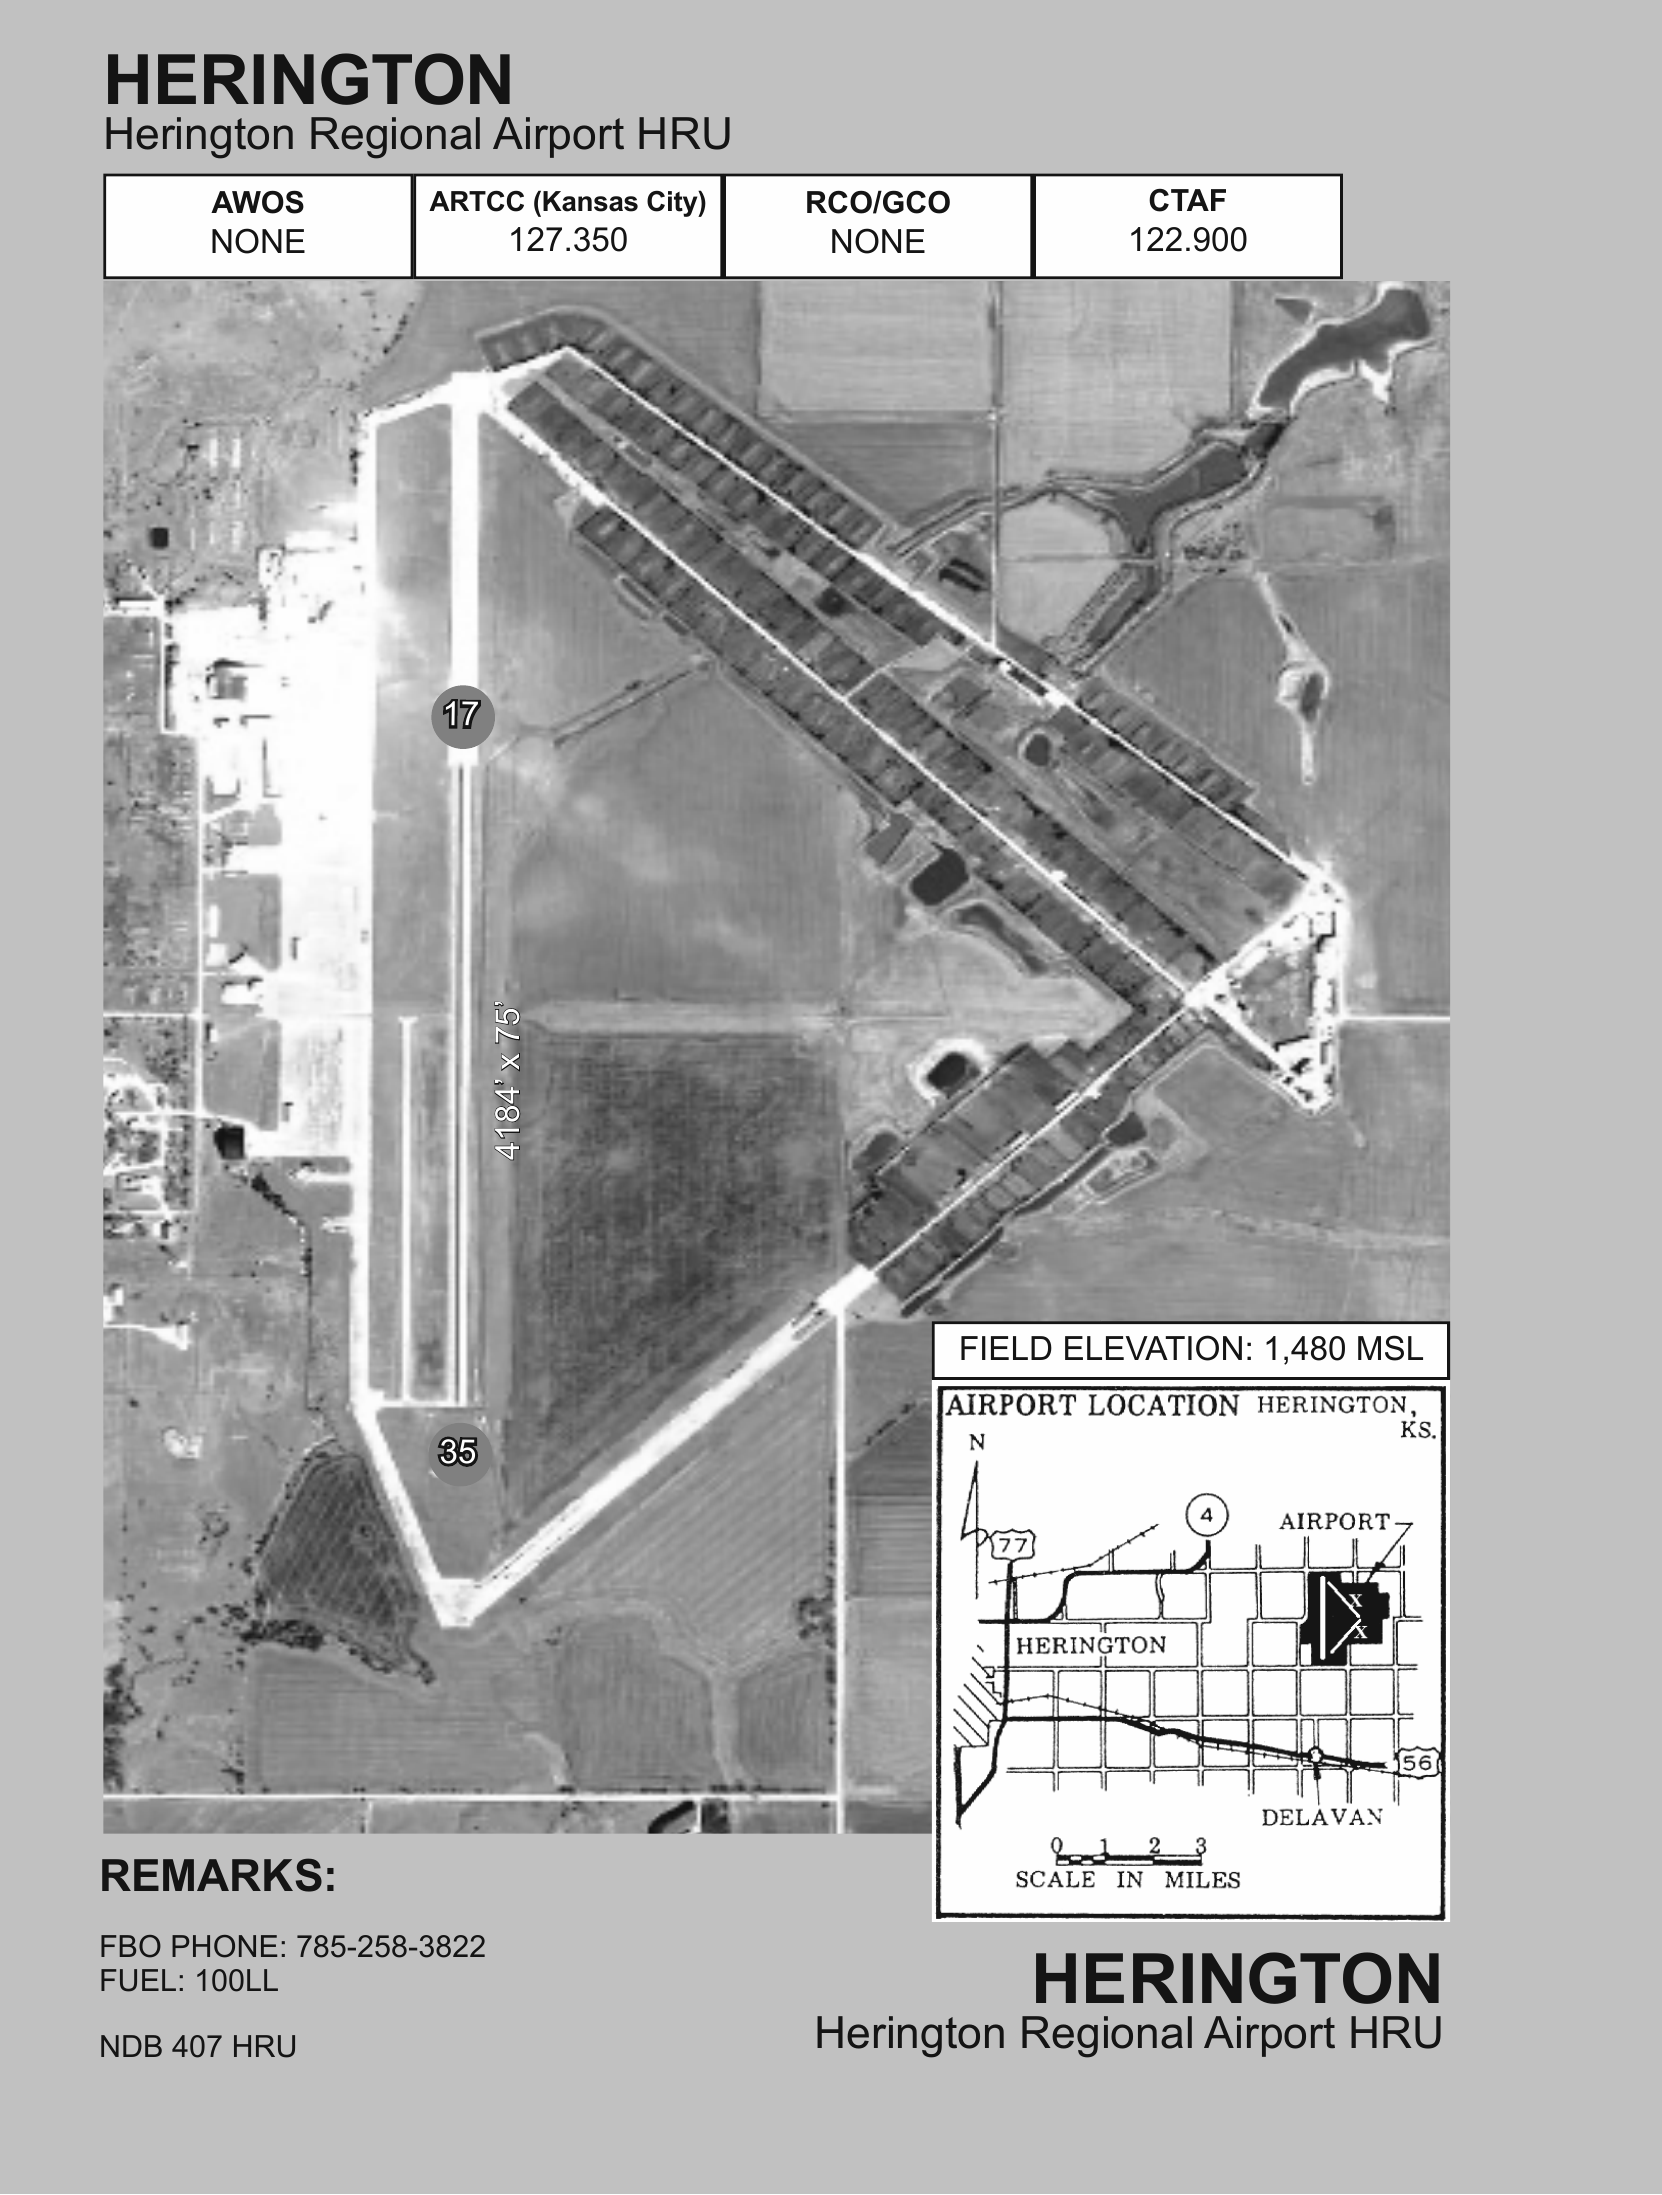 HERINGTON
Herington Regional Airport HRU
AWOS
NONE
ARTCC (Kansas City)
127.350
RCO/GCO
NONE
CTAF
122.900
17
4184' x 75'
35
FIELD ELEVATION: 1,480 MSL
AIRPORT LOCATION HERINGTON,
KS.
N
4
77
AIRPORT
X
X
HERINGTON
56
DELAVAN
0 1 2 3
SCALE IN MILES
REMARKS:
FBO PHONE: 785-258-3822
FUEL: 100LL
NDB 407 HRU
HERINGTON
Herington Regional Airport HRU